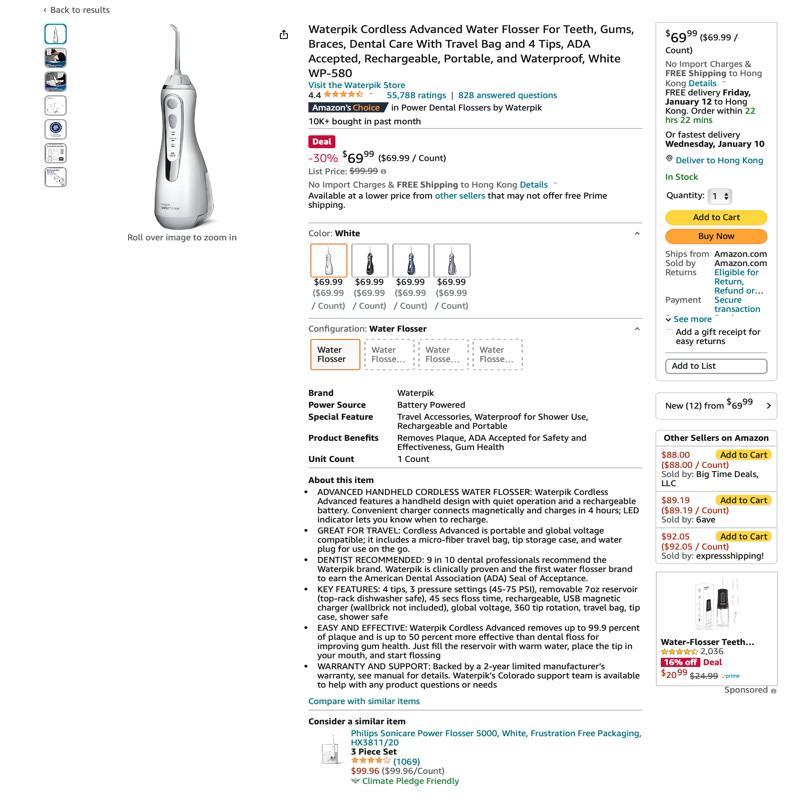 ‹ Back to results
Waterpik Cordless Advanced Water Flosser For Teeth, Gums,
Braces, Dental Care With Travel Bag and 4 Tips, ADA
Accepted, Rechargeable, Portable, and Waterproof, White
WP-580
Visit the Waterpik Store
4.4 55,788 ratings | 828 answered questions
Amazon's Choice in Power Dental Flossers by Waterpik
10K+ bought in past month
Deal
-30% $69⁹⁹ ($69.99 / Count)
List Price: $99.99
No Import Charges & FREE Shipping to Hong Kong Details
Available at a lower price from other sellers that may not offer free Prime
shipping.
Roll over image to zoom in
Color: White
$69.99 $69.99 $69.99 $69.99
($69.99 ($69.99 ($69.99 ($69.99
/ Count) / Count) / Count) / Count)
Configuration: Water Flosser
Water Water Water Water
Flosser Flosse... Flosse... Flosse...
Brand Waterpik
Power Source Battery Powered
Special Feature Travel Accessories, Waterproof for Shower Use,
Rechargeable and Portable
Product Benefits Removes Plaque, ADA Accepted for Safety and
Effectiveness, Gum Health
Unit Count 1 Count
About this item
• ADVANCED HANDHELD CORDLESS WATER FLOSSER: Waterpik Cordless
Advanced features a handheld design with quiet operation and a rechargeable
battery. Convenient charger connects magnetically and charges in 4 hours; LED
indicator lets you know when to recharge.
• GREAT FOR TRAVEL: Cordless Advanced is portable and global voltage
compatible; it includes a micro-fiber travel bag, tip storage case, and water
plug for use on the go.
• DENTIST RECOMMENDED: 9 in 10 dental professionals recommend the
Waterpik brand. Waterpik is clinically proven and the first water flosser brand
to earn the American Dental Association (ADA) Seal of Acceptance.
• KEY FEATURES: 4 tips, 3 pressure settings (45-75 PSI), removable 7oz reservoir
(top-rack dishwasher safe), 45 secs floss time, rechargeable, USB magnetic
charger (wallbrick not included), global voltage, 360 tip rotation, travel bag, tip
case, shower safe
• EASY AND EFFECTIVE: Waterpik Cordless Advanced removes up to 99.9 percent
of plaque and is up to 50 percent more effective than dental floss for
improving gum health. Just fill the reservoir with warm water, place the tip in
your mouth, and start flossing
• WARRANTY AND SUPPORT: Backed by a 2-year limited manufacturer's
warranty, see manual for details. Waterpik's Colorado support team is available
to help with any product questions or needs
Compare with similar items
Consider a similar item
Philips Sonicare Power Flosser 5000, White, Frustration Free Packaging,
HX3811/20
3 Piece Set
(1069)
$99.96 ($99.96/Count)
Climate Pledge Friendly
$69⁹⁹ ($69.99 /
Count)
No Import Charges &
FREE Shipping to Hong
Kong Details
FREE delivery Friday,
January 12 to Hong
Kong. Order within 22
hrs 22 mins
Or fastest delivery
Wednesday, January 10
Deliver to Hong Kong
In Stock
Quantity: 1
Add to Cart
Buy Now
Ships from Amazon.com
Sold by Amazon.com
Returns Eligible for
Return,
Refund or...
Payment Secure
transaction
See more
Add a gift receipt for
easy returns
Add to List
New (12) from $69⁹⁹
Other Sellers on Amazon
$88.00 Add to Cart
($88.00 / Count)
Sold by: Big Time Deals,
LLC
$89.19 Add to Cart
($89.19 / Count)
Sold by: 6ave
$92.05 Add to Cart
($92.05 / Count)
Sold by: expressshipping!
Water-Flosser Teeth...
2,036
16% off Deal
$20⁹⁹ $24.99 prime
Sponsored